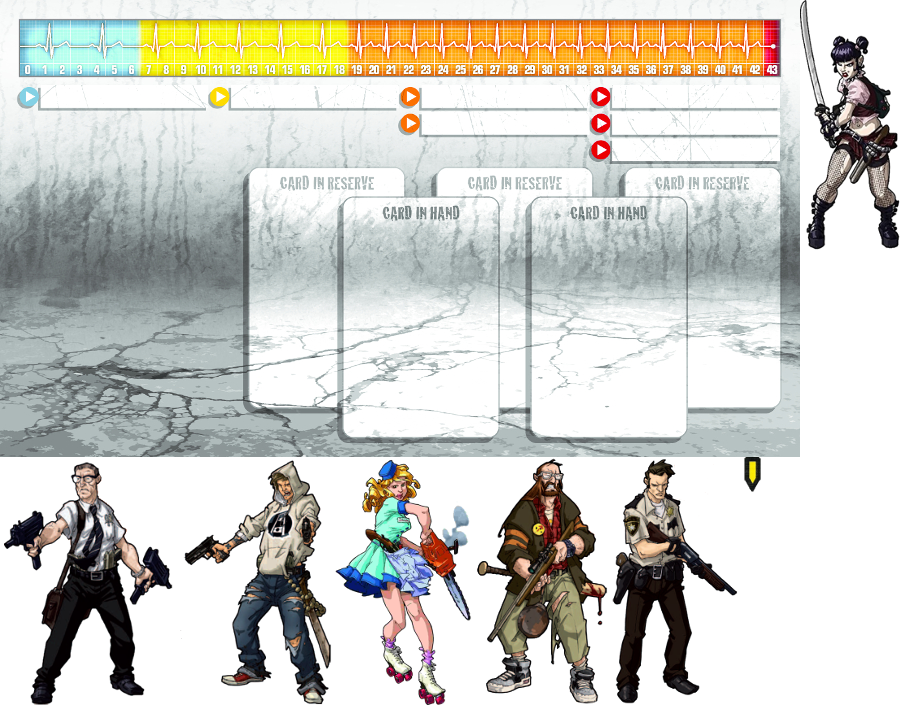 0 1 2 3 4 5 6 7 8 9 10 11 12 13 14 15 16 17 18 19 20 21 22 23 24 25 26 27 28 29 30 31 32 33 34 35 36 37 38 39 40 41 42 43
CARD IN RESERVE CARD IN RESERVE CARD IN RESERVE
CARD IN HAND CARD IN HAND